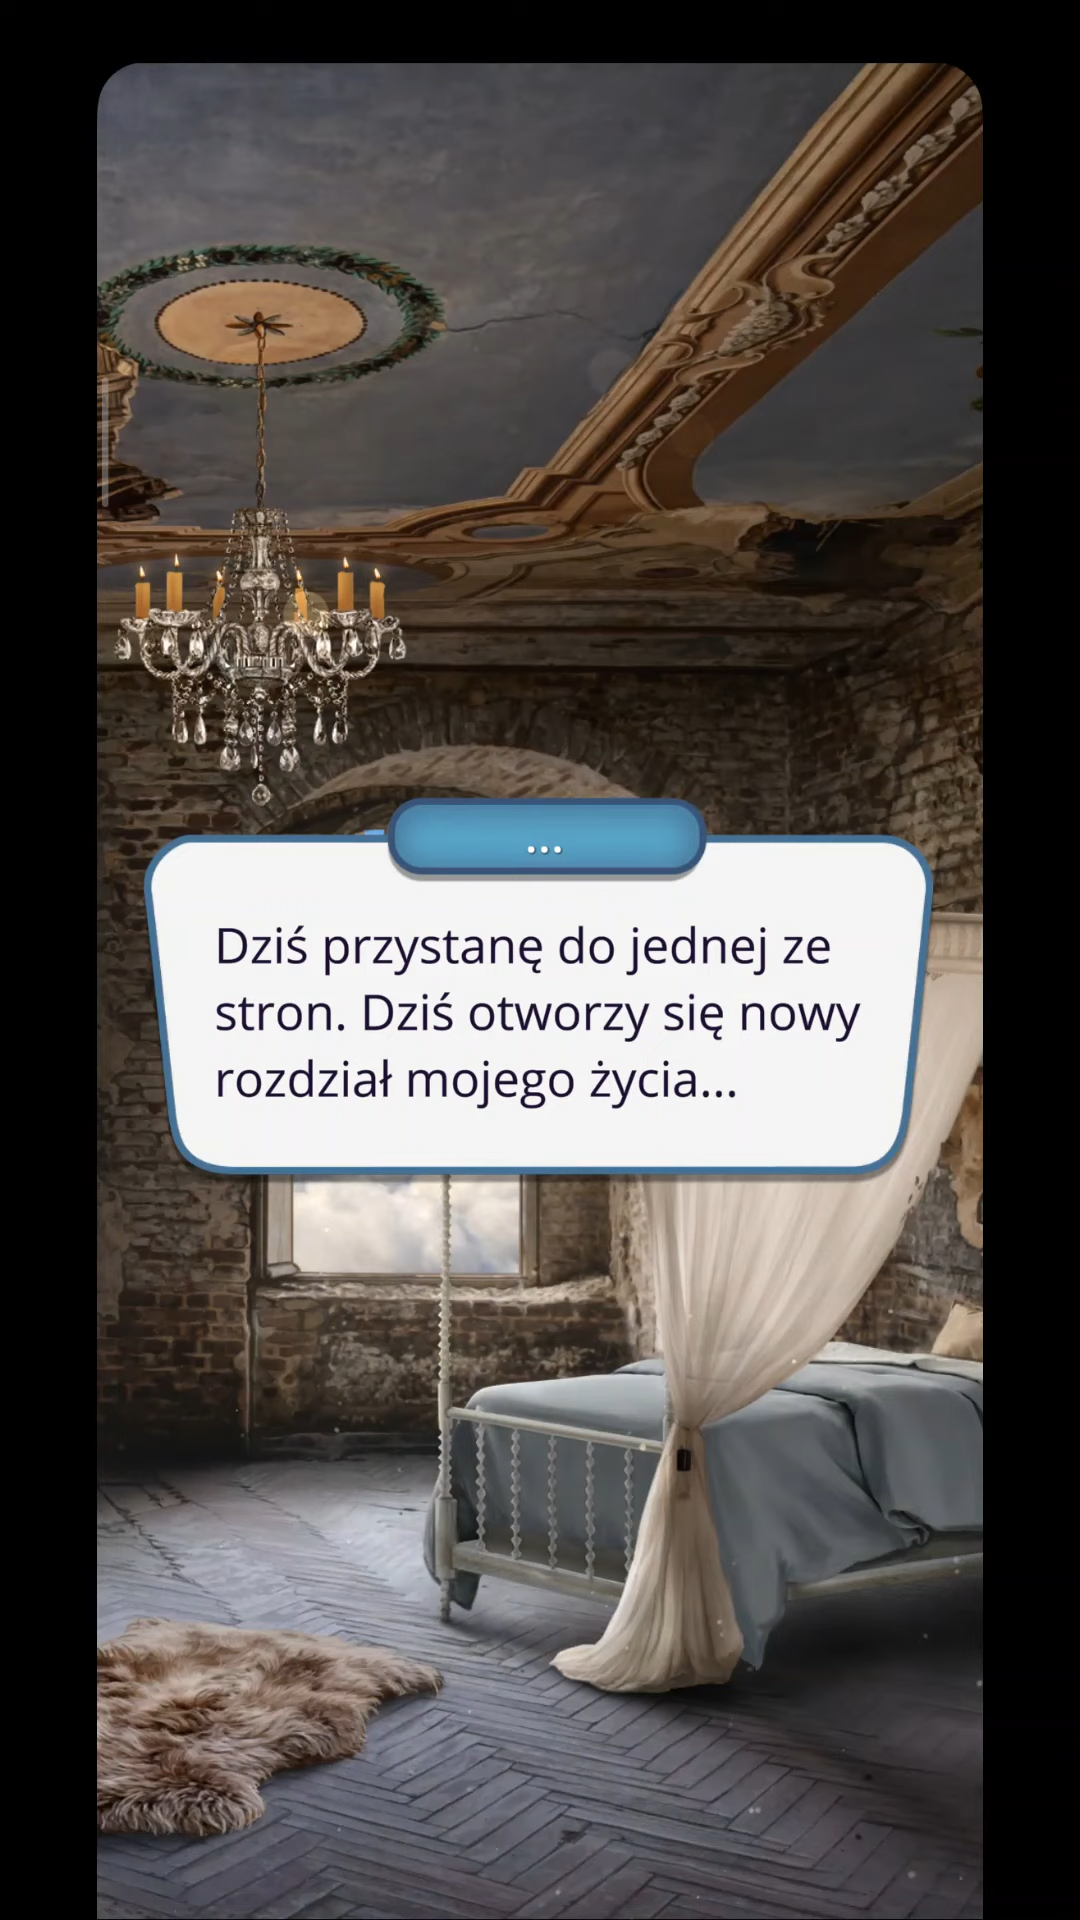 ...
Dziś przystanę do jednej ze
stron. Dziś otworzy się nowy
rozdział mojego życia...